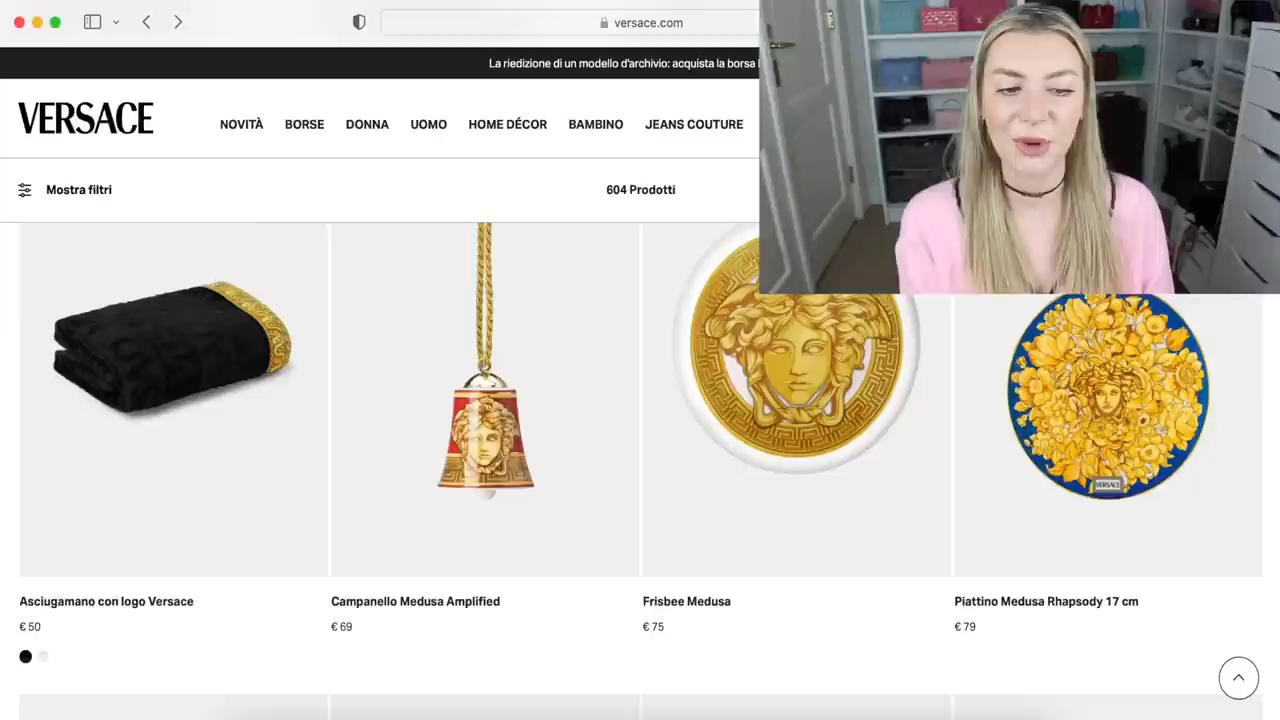 versace.com
La riedizione di un modello d'archivio: acquista la borsa
VERSACE
NOVITÀ BORSE DONNA UOMO HOME DÉCOR BAMBINO JEANS COUTURE
Mostra filtri
604 Prodotti
VERSACE
Asciugamano con logo Versace
Campanello Medusa Amplified
Frisbee Medusa
Piattino Medusa Rhapsody 17 cm
€ 50
€ 69
€ 75
€ 79